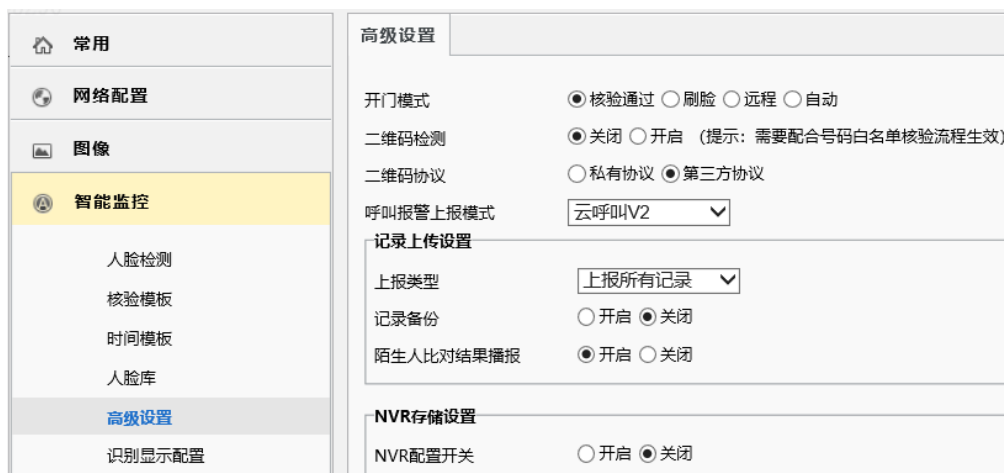 常用
网络配置
图像
智能监控
人脸检测
核验模板
时间模板
人脸库
高级设置
识别显示配置
高级设置
开门模式 核验通过 刷脸 远程 自动
二维码检测 关闭 开启 (提示：需要配合号码白名单核验流程生效)
二维码协议 私有协议 第三方协议
呼叫报警上报模式 云呼叫V2
记录上传设置
上报类型 上报所有记录
记录备份 开启 关闭
陌生人比对结果播报 开启 关闭
NVR存储设置
NVR配置开关 开启 关闭